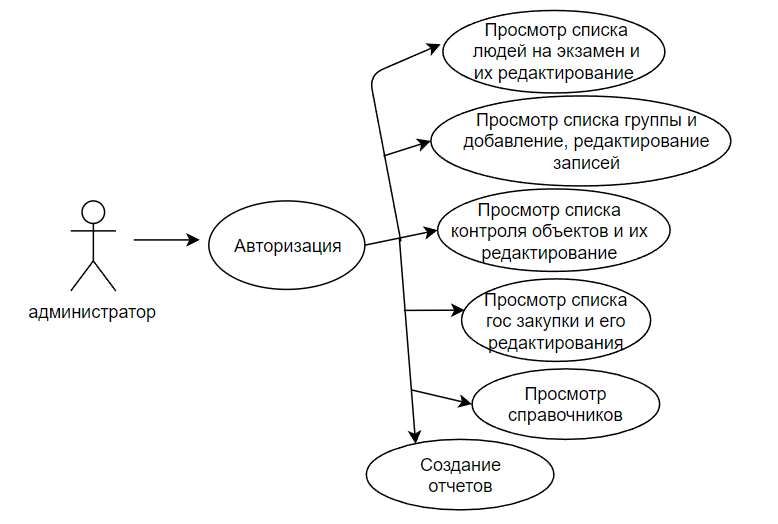 Просмотр списка
людей на экзамен и
их редактирование
Просмотр списка группы и
добавление, редактирование
записей
Просмотр списка
контроля объектов и их
редактирование
Авторизация
администратор
Просмотр списка
гос закупки и его
редактирования
Просмотр
справочников
Создание
отчетов